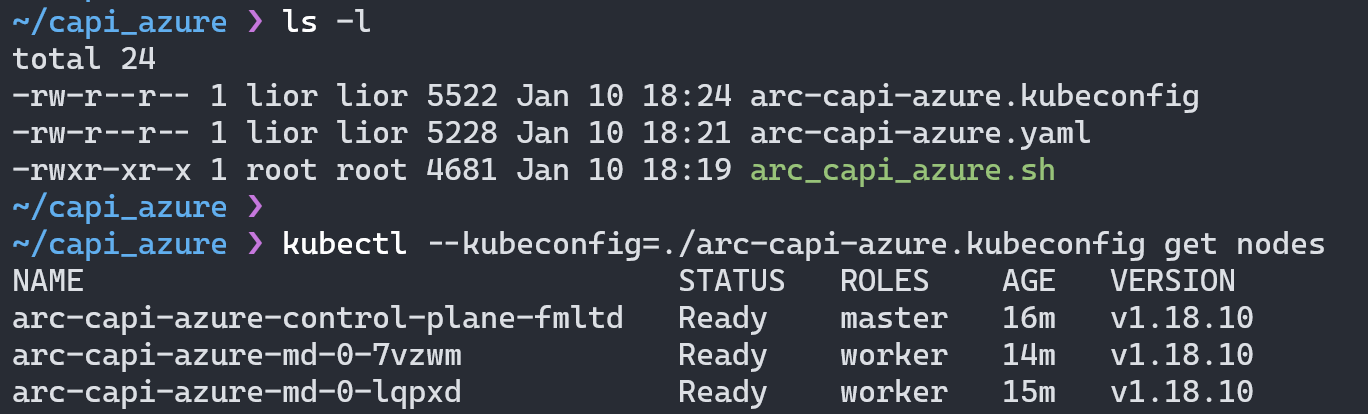 ~/capi_azure ❯ ls -l
total 24
-rw-r--r-- 1 lior lior 5522 Jan 10 18:24 arc-capi-azure.kubeconfig
-rw-r--r-- 1 lior lior 5228 Jan 10 18:21 arc-capi-azure.yaml
-rwxr-xr-x 1 root root 4681 Jan 10 18:19 arc_capi_azure.sh
~/capi_azure ❯
~/capi_azure ❯ kubectl --kubeconfig=./arc-capi-azure.kubeconfig get nodes
NAME                                 STATUS   ROLES    AGE   VERSION
arc-capi-azure-control-plane-fmltd   Ready    master   16m   v1.18.10
arc-capi-azure-md-0-7vzwm            Ready    worker   14m   v1.18.10
arc-capi-azure-md-0-lqpxd            Ready    worker   15m   v1.18.10